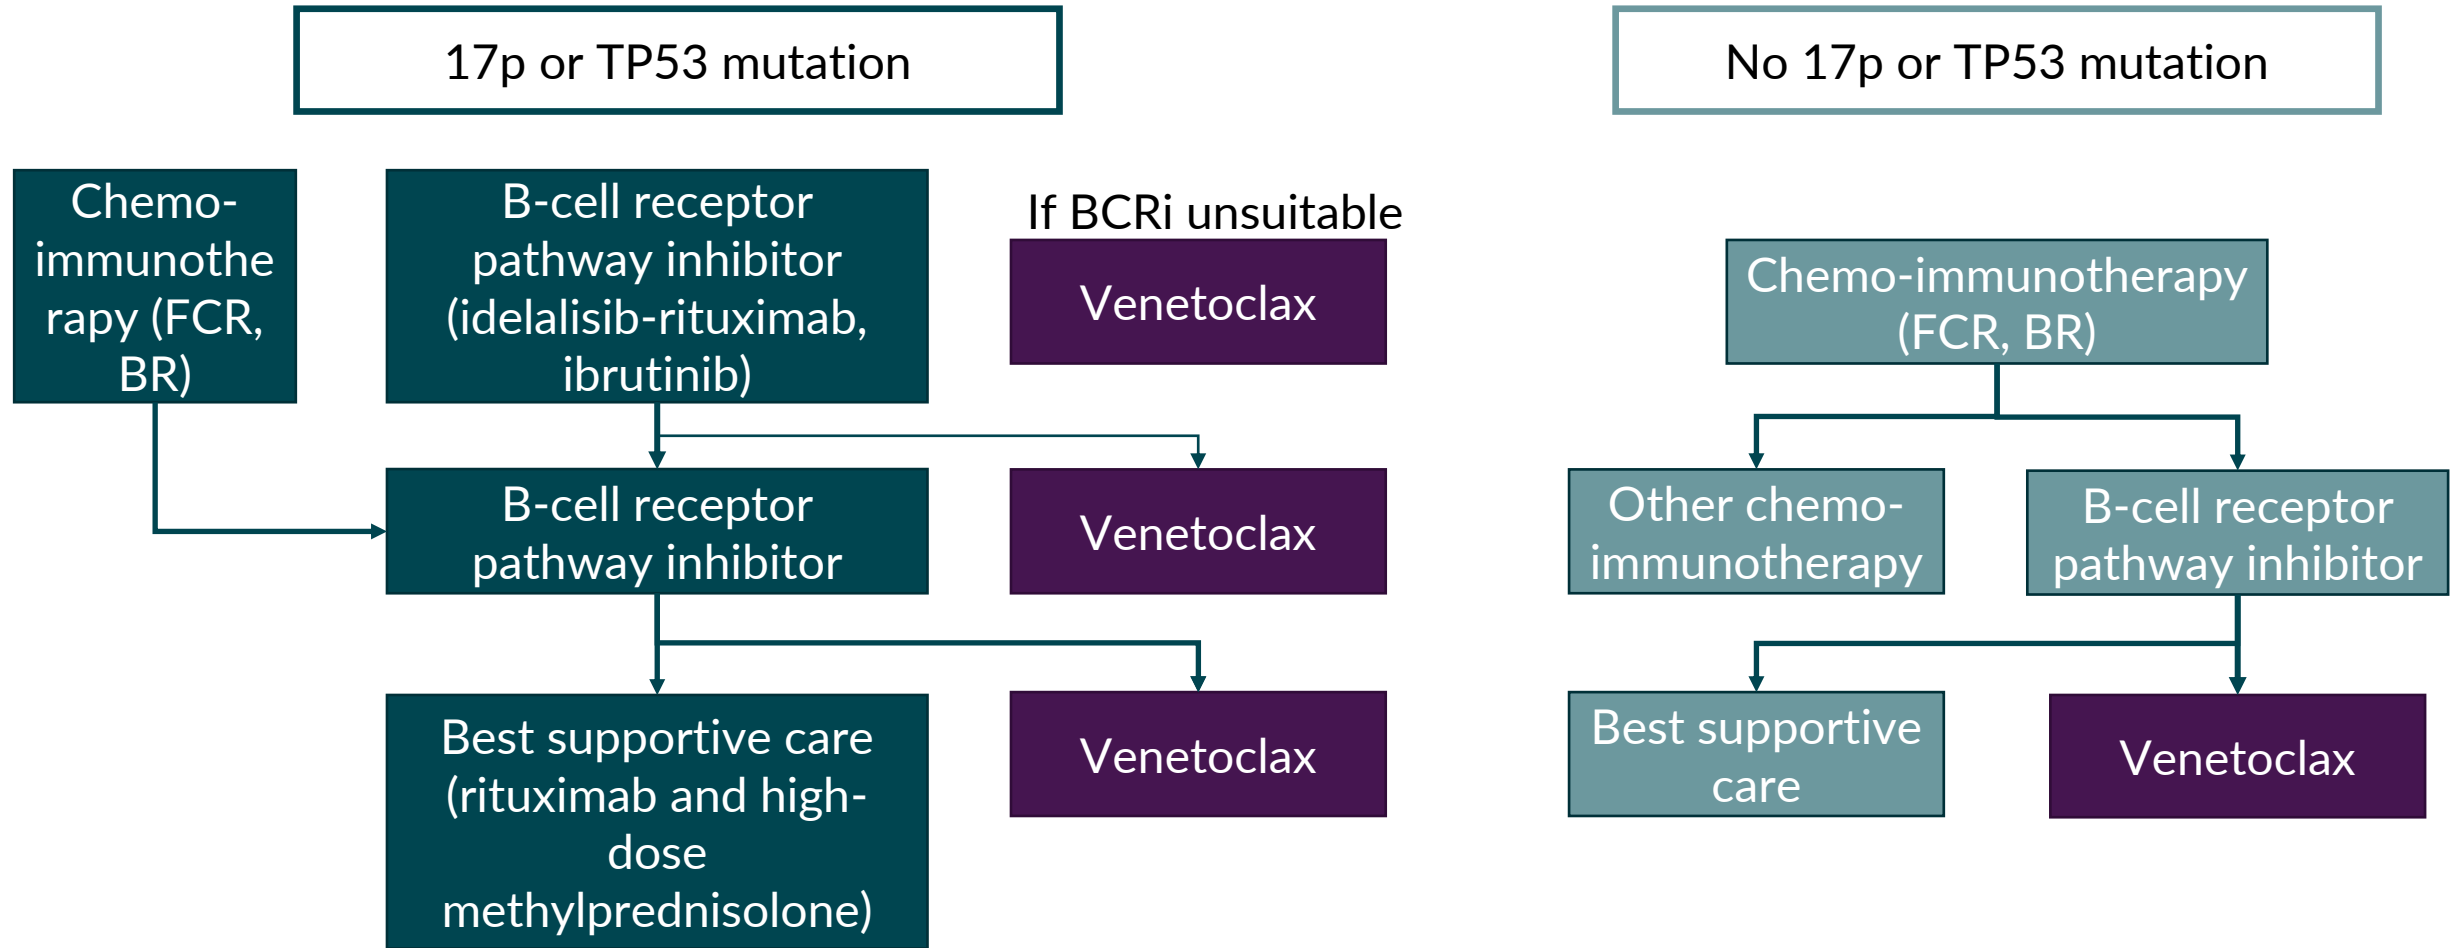 17p or TP53 mutation
No 17p or TP53 mutation
Chemo-
immunothe
rapy (FCR,
BR)
B-cell receptor
pathway inhibitor
(idelalisib-rituximab,
ibrutinib)
If BCRi unsuitable
Venetoclax
Chemo-immunotherapy
(FCR, BR)
B-cell receptor
pathway inhibitor
Venetoclax
Other chemo-
immunotherapy
B-cell receptor
pathway inhibitor
Best supportive care
(rituximab and high-
dose
methylprednisolone)
Venetoclax
Best supportive
care
Venetoclax